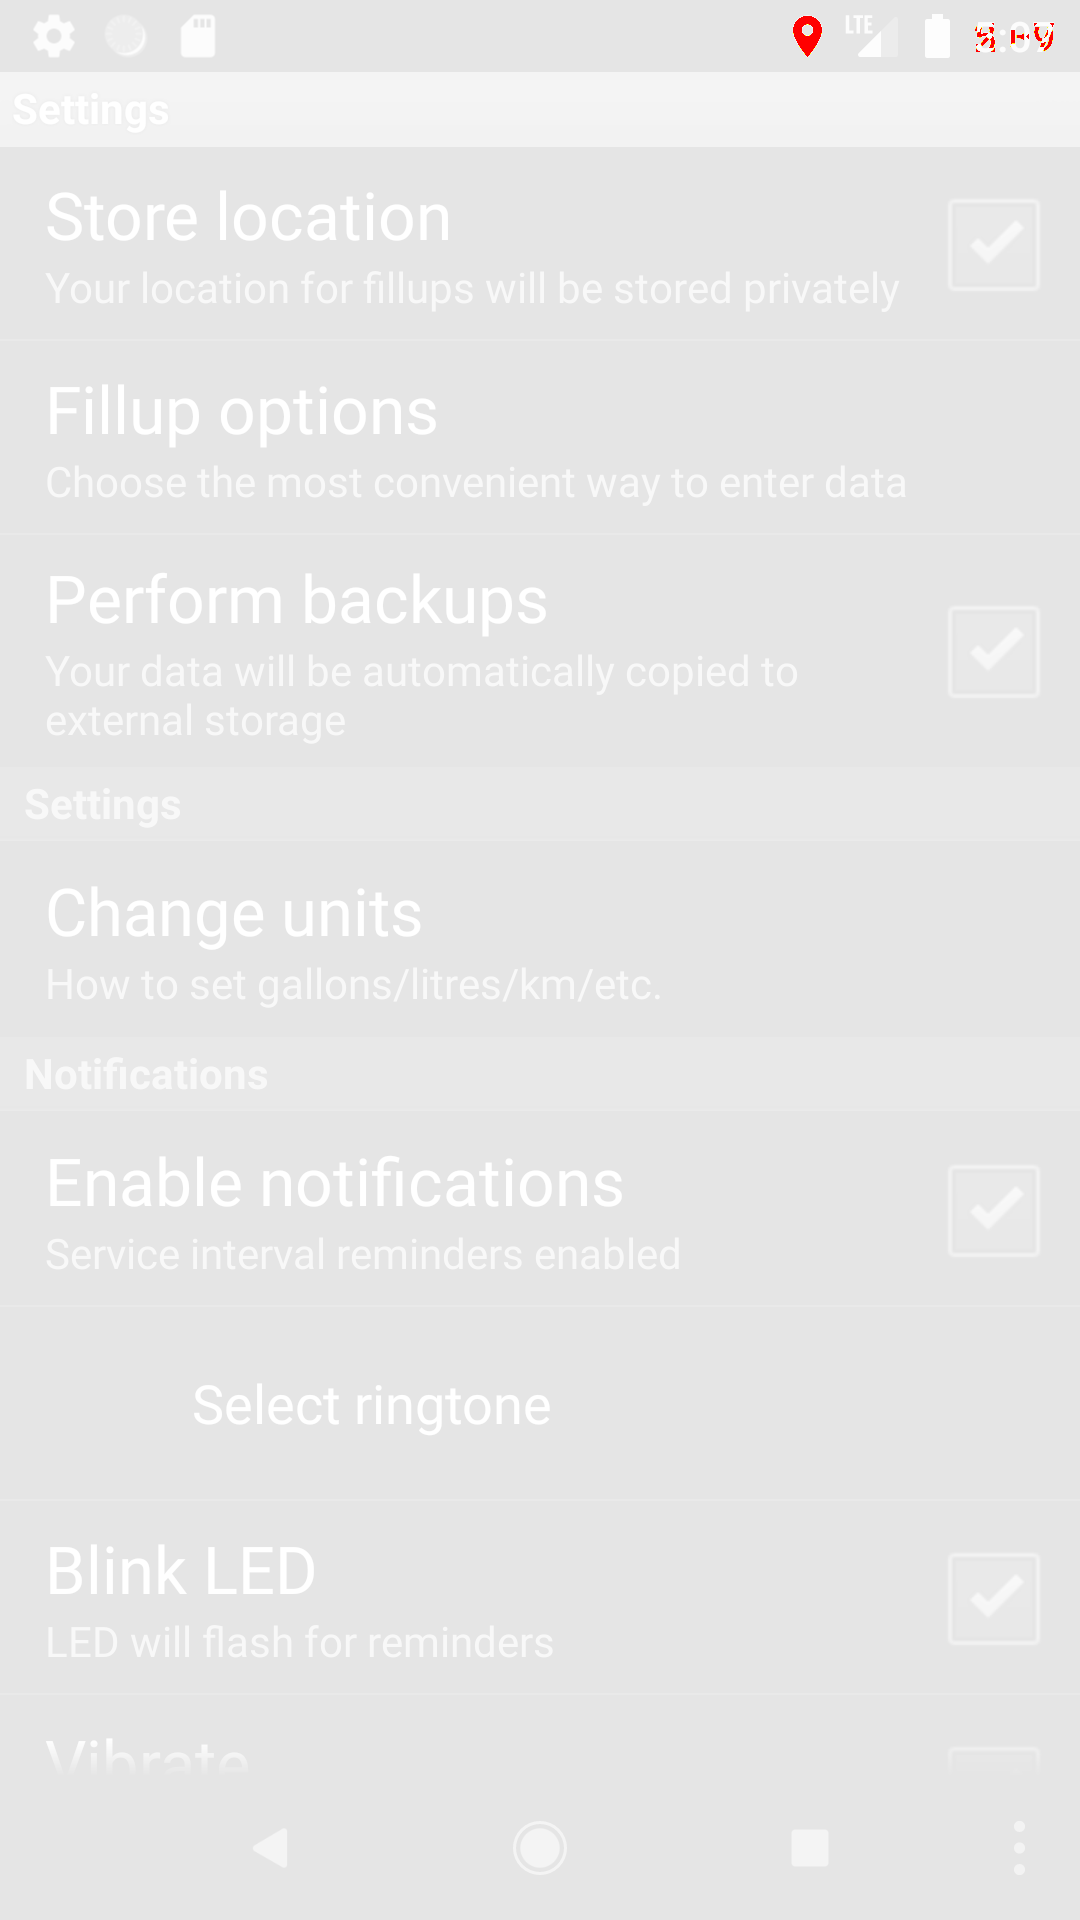 LTE
Settings
Store location
Your location for fillups will be stored privately
Fillup options
Choose the most convenient way to enter data
Perform backups
Your data will be automatically copied to
external storage
Settings
Change units
How to set gallons/litres/km/etc.
Notifications
Enable notifications
Service interval reminders enabled
Select ringtone
Blink LED
LED will flash for reminders
Vibrate